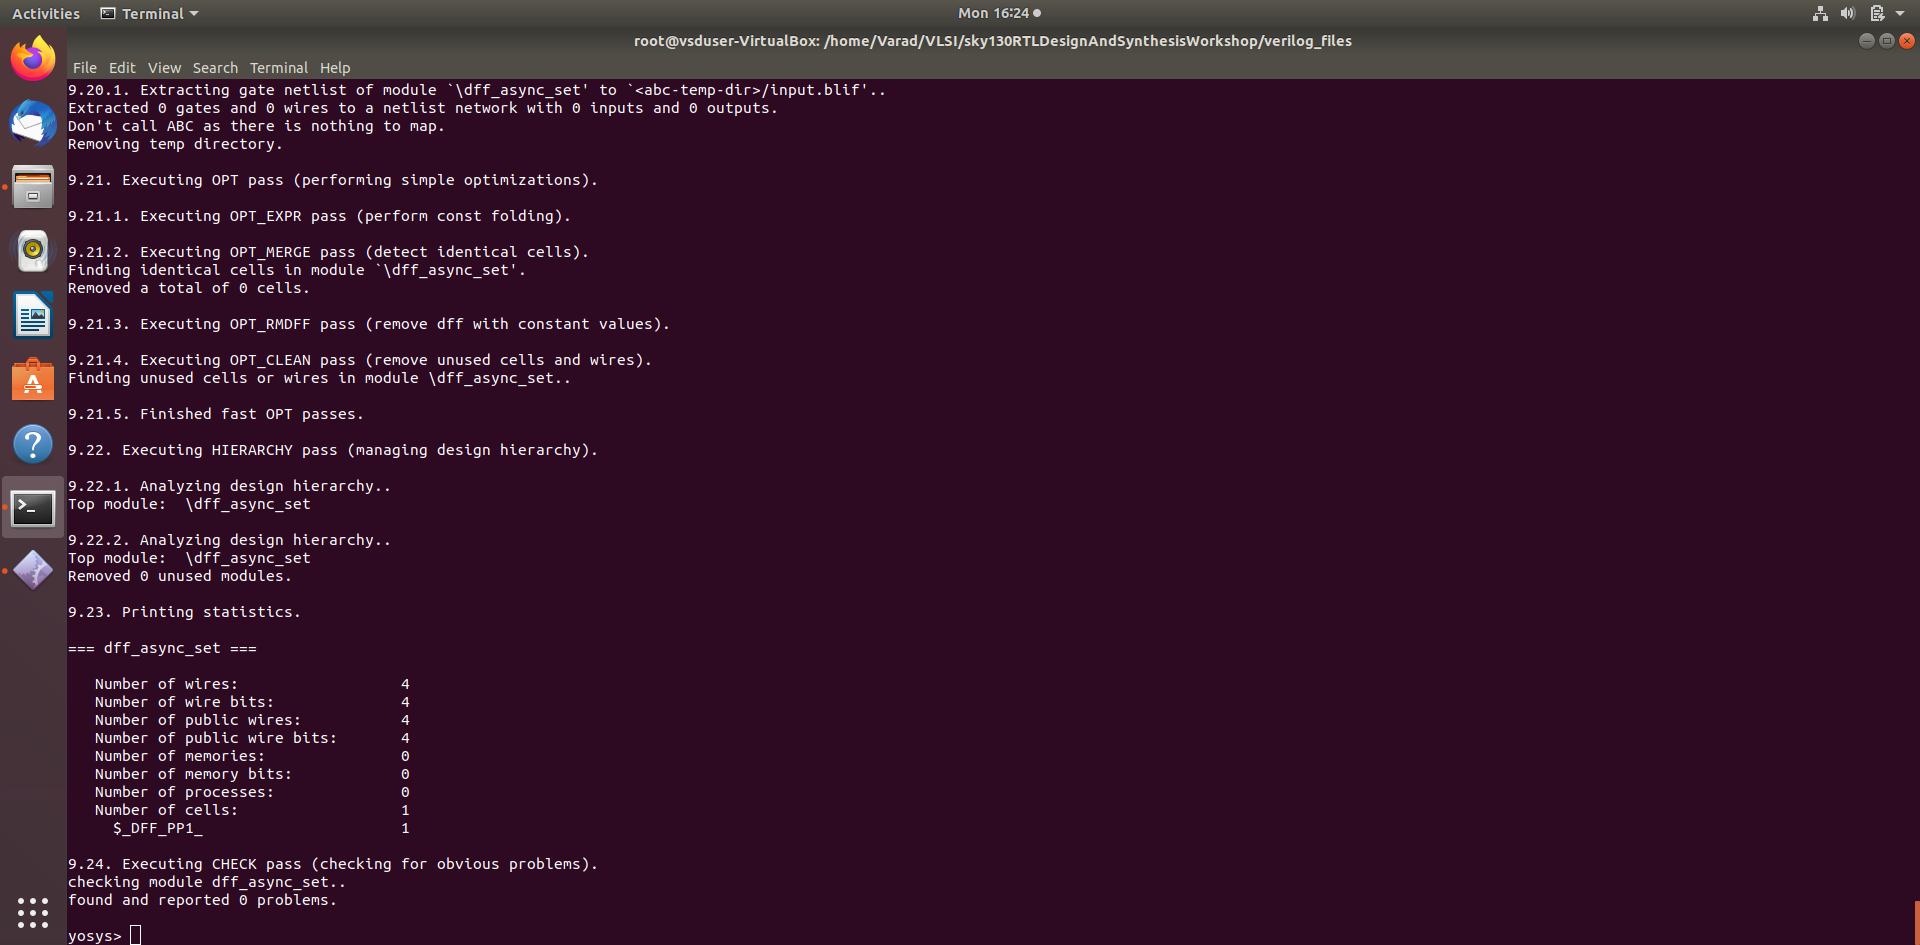 Activities Terminal Mon 16:24
root@vsduser-VirtualBox: /home/Varad/VLSI/sky130RTLDesignAndSynthesisWorkshop/verilog_files
File Edit View Search Terminal Help
9.20.1. Extracting gate netlist of module `\dff_async_set' to `<abc-temp-dir>/input.blif'..
Extracted 0 gates and 0 wires to a netlist network with 0 inputs and 0 outputs.
Don't call ABC as there is nothing to map.
Removing temp directory.
9.21. Executing OPT pass (performing simple optimizations).
9.21.1. Executing OPT_EXPR pass (perform const folding).
9.21.2. Executing OPT_MERGE pass (detect identical cells).
Finding identical cells in module `\dff_async_set'.
Removed a total of 0 cells.
9.21.3. Executing OPT_RMDFF pass (remove dff with constant values).
9.21.4. Executing OPT_CLEAN pass (remove unused cells and wires).
Finding unused cells or wires in module \dff_async_set..
9.21.5. Finished fast OPT passes.
9.22. Executing HIERARCHY pass (managing design hierarchy).
9.22.1. Analyzing design hierarchy..
Top module:  \dff_async_set
9.22.2. Analyzing design hierarchy..
Top module:  \dff_async_set
Removed 0 unused modules.
9.23. Printing statistics.
=== dff_async_set ===
Number of wires: 4
Number of wire bits: 4
Number of public wires: 4
Number of public wire bits: 4
Number of memories: 0
Number of memory bits: 0
Number of processes: 0
Number of cells: 1
$_DFF_PP1_ 1
9.24. Executing CHECK pass (checking for obvious problems).
checking module dff_async_set..
found and reported 0 problems.
yosys>